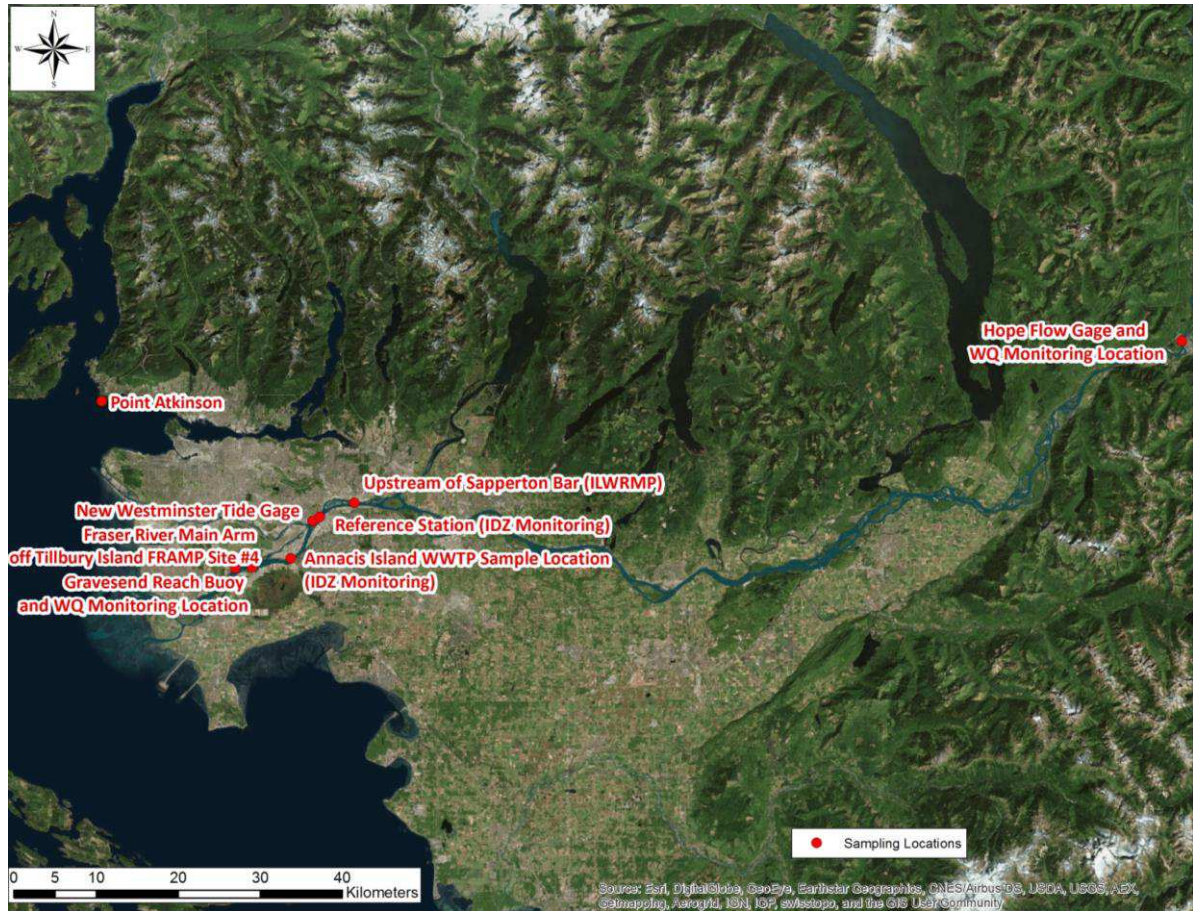 N
W
E
S
Hope Flow Gage and
WQ Monitoring Location
Point Atkinson
Upstream of Sapperton Bar (ILWRMP)
New Westminster Tide Gage
Reference Station (IDZ Monitoring)
Fraser River Main Arm
off Tillbury Island FRAMP Site #4
Annacis Island WWTP Sample Location
(IDZ Monitoring)
Gravesend Reach Buoy
and WQ Monitoring Location
Sampling Locations
0 5 10 20 30 40
Kilometers
Source: Esri, DigitalGlobe, GeoEye, Earthstar Geographics, CNES/Airbus DS, USDA, USGS, AEX,
Getmapping, Aerogrid, IGN, IGP, swisstopo, and the GIS User Community